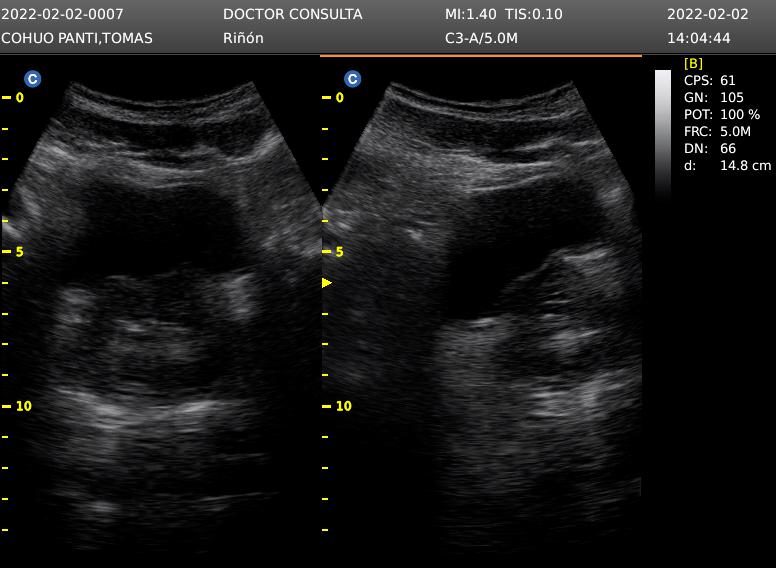 2022-02-02-0007 DOCTOR CONSULTA MI:1.40 TIS:0.10 2022-02-02
COHUO PANTI,TOMAS Riñón C3-A/5.0M 14:04:44
[B]
CPS: 61
GN: 105
POT: 100 %
FRC: 5.0M
DN: 66
d: 14.8 cm
C
0
5
10
C
0
5
10